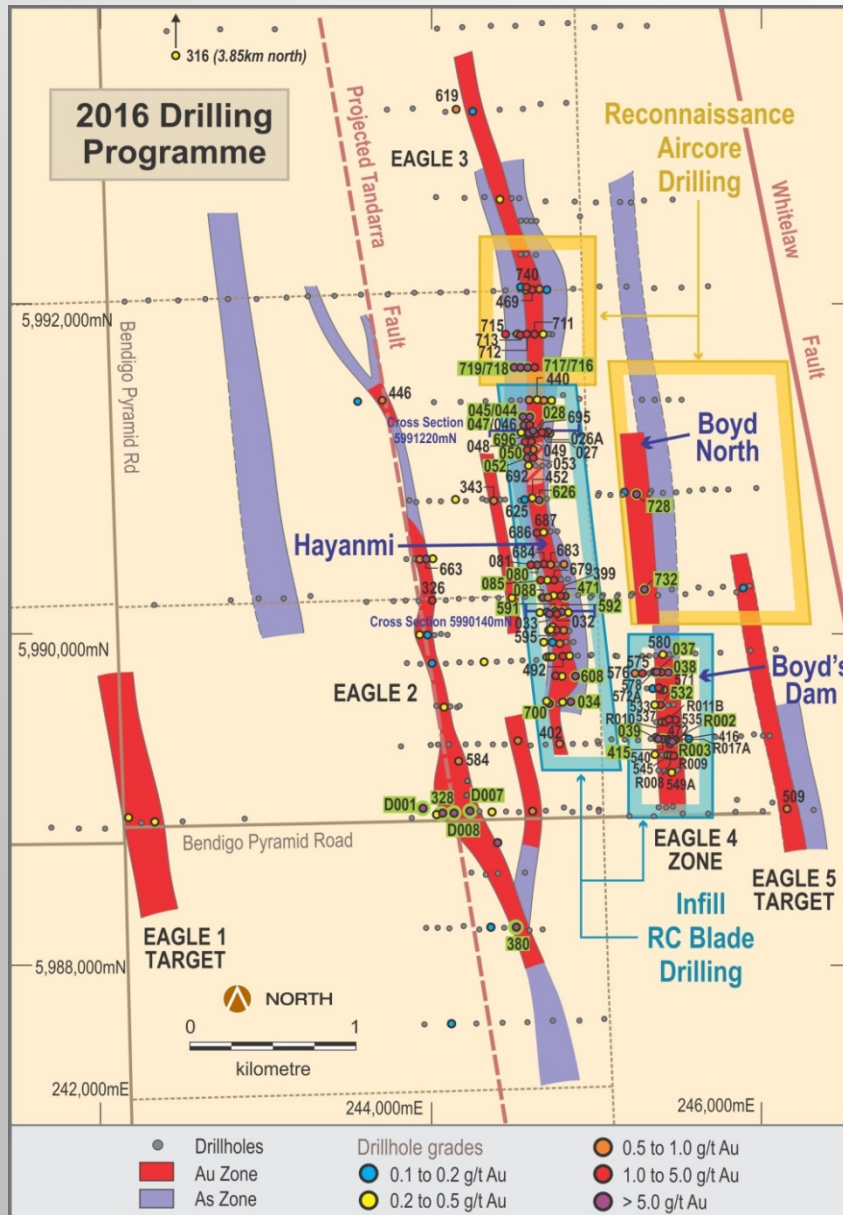 316 (3.85km north)
2016 Drilling
Programme
Projected Tandarra
Fault
619
EAGLE 3
Reconnaissance
Aircore
Drilling
Whitelaw
Fault
740
469
5,992,000mN
Bendigo Pyramid Rd
715
711
713
712
719/718
717/716
440
446
045/044
028
695
047/046
Cross Section
5991220mN
026A
048
696
049
027
050
052
053
692
452
343
626
625
Boyd
North
728
687
686
Hayanmi
684
683
081
679
663
080
399
085
471
088
326
732
591
592
033
032
Cross Section 5990140mN
595
5,990,000mN
580
037
575
038
576
571
578
572A
532
Boyd's
Dam
492
608
EAGLE 2
533
R011B
R010
537
535
R002
700
034
039
472
416
R017A
402
415
R003
540
R009
545
R008
549A
584
D001
328
D007
D008
509
Bendigo Pyramid Road
EAGLE 4
ZONE
EAGLE 5
TARGET
EAGLE 1
TARGET
380
Infill
RC Blade
Drilling
5,988,000mN
NORTH
0
1
kilometre
242,000mE
244,000mE
246,000mE
Drillholes
Au Zone
As Zone
Drillhole grades
0.1 to 0.2 g/t Au
0.2 to 0.5 g/t Au
0.5 to 1.0 g/t Au
1.0 to 5.0 g/t Au
> 5.0 g/t Au